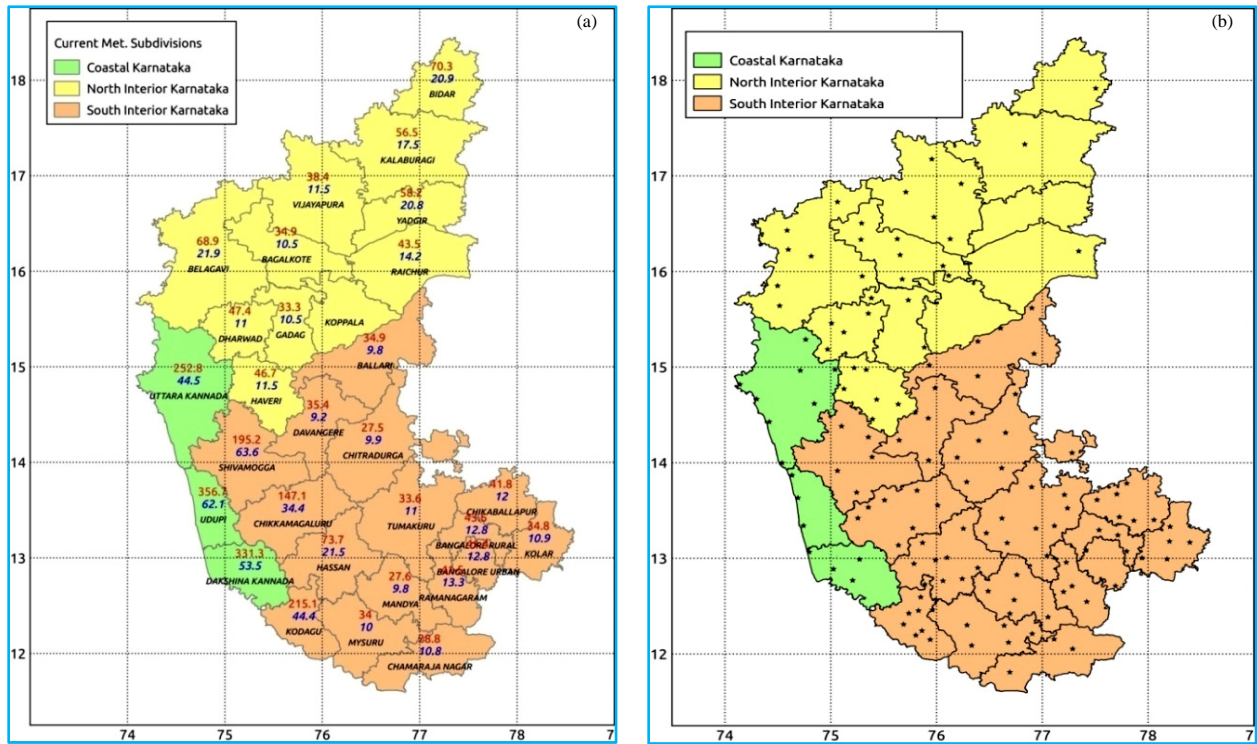 (a)
Current Met. Subdivisions
Coastal Karnataka
North Interior Karnataka
South Interior Karnataka
18
17
16
15
14
13
12
74
75
76
77
78
7
70.3
20.9
BIDAR
56.5
17.5
KALABURAGI
38.4
11.5
VIJAYAPURA
58.2
20.8
YADGIR
34.9
10.5
BAGALKOTE
68.9
21.9
BELAGAVI
43.5
14.2
RAICHUR
47.4
11
DHARWAD
33.3
10.5
GADAG
KOPPALA
34.9
9.8
BALLARI
252.8
44.5
UTTARA KANNADA
46.7
11.5
HAVERI
35.4
9.2
DAVANGERE
27.5
9.9
CHITRADURGA
195.2
63.6
SHIVAMOGGA
356.7
62.1
UDUPI
147.1
34.4
CHIKKAMAGALURU
33.6
11
TUMAKURU
41.8
12
CHIKABALLAPUR
12.8
BANGALORE RURAL
34.8
10.9
KOLAR
12.8
BANGALORE URBAN
73.7
21.5
HASSAN
331.3
53.5
DAKSHINA KANNADA
13.3
RAMANAGARAM
27.6
9.8
MANDYA
215.1
44.4
KODAGU
34
10
MYSURU
10.8
CHAMARAJA NAGAR
(b)
Coastal Karnataka
North Interior Karnataka
South Interior Karnataka
18
17
16
15
14
13
12
74
75
76
77
78
7